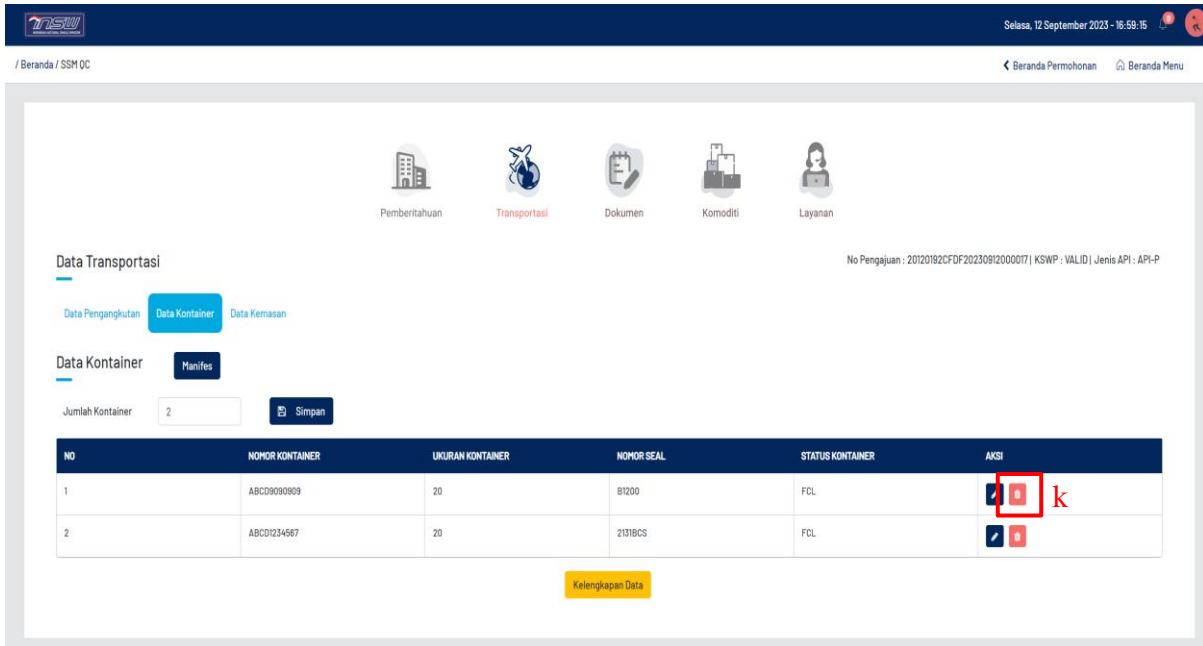 INSW
Selasa, 12 September 2023 - 16:59:15 0
/ Beranda / SSM QC
Beranda Permohonan Beranda Menu
Pemberitahuan Transportasi Dokumen Komoditi Layanan
Data Transportasi
No Pengajuan : 20120192CFDF20230912000017 | KSWP : VALID | Jenis API : API-P
Data Pengangkutan Data Kontainer Data Kemasan
Data Kontainer Manifes
Jumlah Kontainer 2 Simpan
NO NOMOR KONTAINER UKURAN KONTAINER NOMOR SEAL STATUS KONTAINER AKSI
1 ABCD9090909 20 B1200 FCL k
2 ABCD1234567 20 2131BCS FCL
Kelengkapan Data